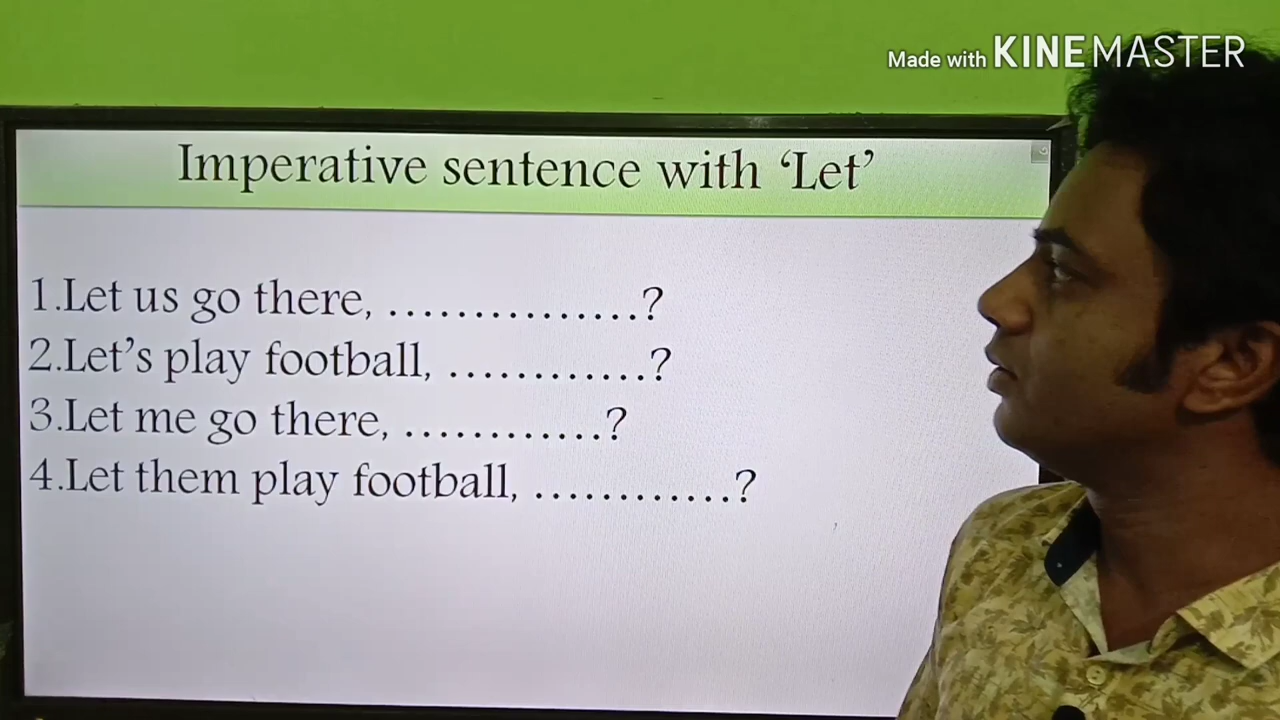 Made with KINEMASTER
Imperative sentence with ‘Let’
1.Let us go there, ……………?
2.Let’s play football, …………?
3.Let me go there, …………?
4.Let them play football, …………?